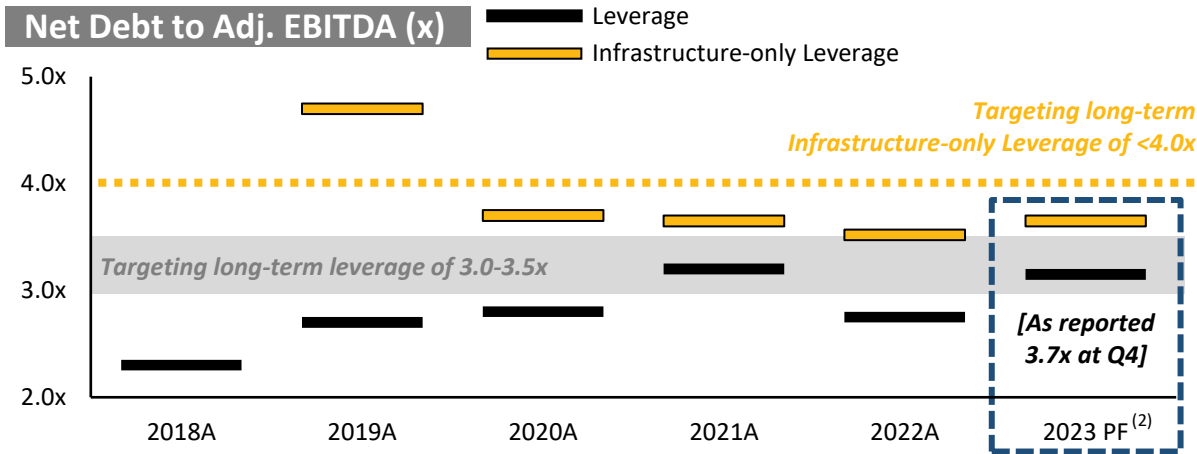 Net Debt to Adj. EBITDA (x)
Leverage
Infrastructure-only Leverage
5.0x
Targeting long-term
Infrastructure-only Leverage of <4.0x
4.0x
Targeting long-term leverage of 3.0-3.5x
3.0x
[As reported
3.7x at Q4]
2.0x
2018A 2019A 2020A 2021A 2022A 2023 PF (2)